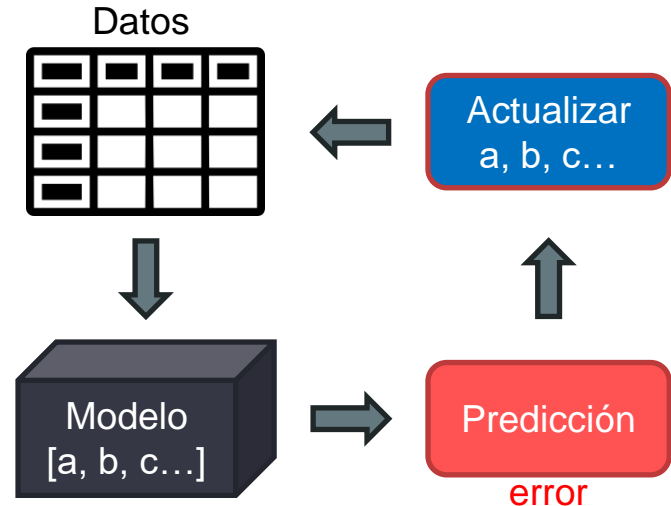 Datos
Actualizar
a, b, c…
Modelo
[a, b, c…]
Predicción
error